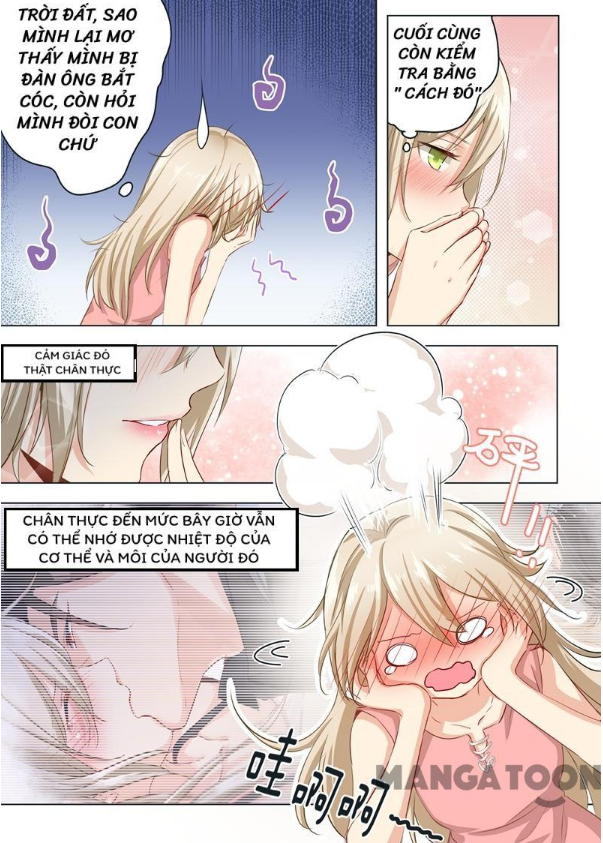 TRỜI ĐẤT, SAO
MÌNH LẠI MƠ
THẤY MÌNH BỊ
ĐÀN ÔNG BẮT
CÓC, CÒN HỎI
MÌNH ĐÒI CON
CHỨ
CUỐI CÙNG
CÒN KIỂM
TRA BẰNG
" CÁCH ĐÓ"
CẢM GIÁC ĐÓ
THẬT CHÂN THỰC
砰
CHÂN THỰC ĐẾN MỨC BÂY GIỜ VẪN
CÓ THỂ NHỚ ĐƯỢC NHIỆT ĐỘ CỦA
CƠ THỂ VÀ MÔI CỦA NGƯỜI ĐÓ
哇啊啊~
MANGATOON